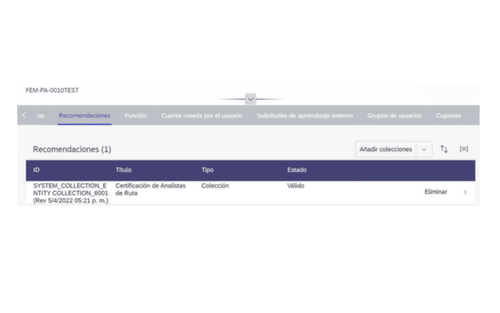 FEM-PA-0010TEST
Recomendaciones Función Cuenta creada por el usuario Solicitudes de aprendizaje externo Grupos de usuarios Cupones
Recomendaciones (1) Añadir colecciones
ID Título Tipo Estado
SYSTEM_COLLECTION_E Certificación de Analistas Colección Válido
NTITY COLLECTION_6001 de Ruta Eliminar
(Rev 5/4/2022 05:21 p. m.)